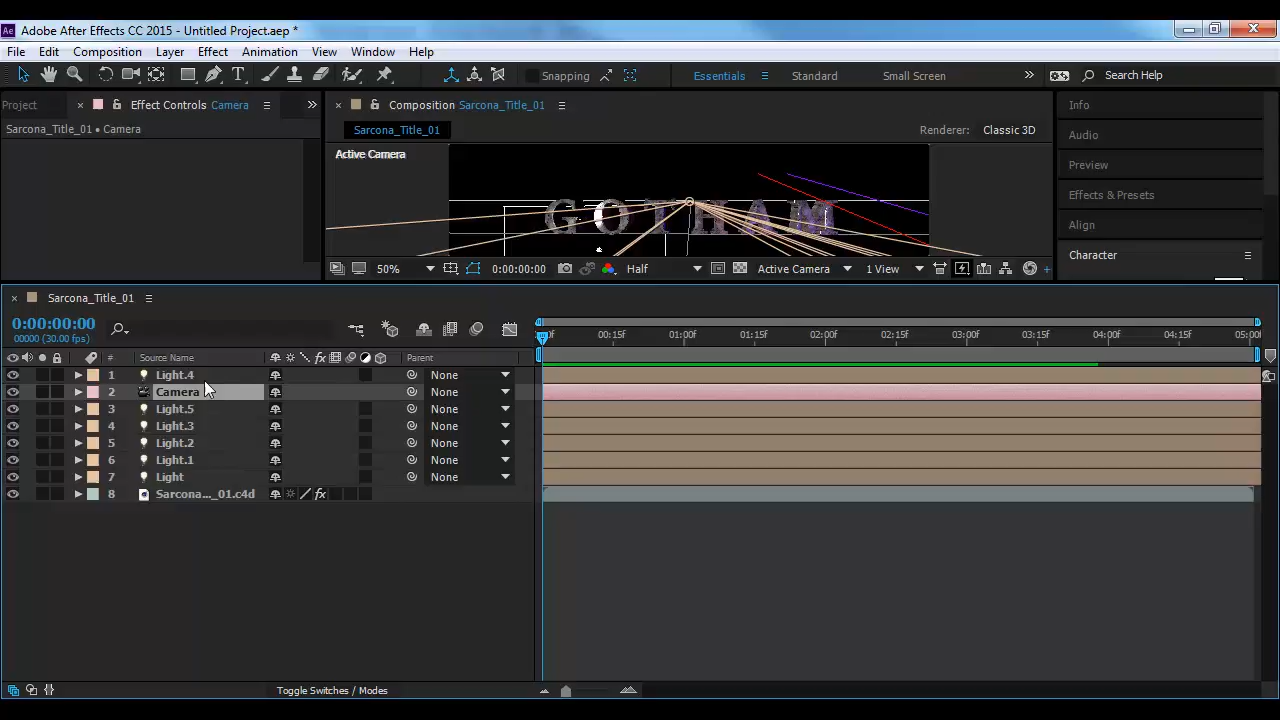 Ae Adobe After Effects CC 2015 - Untitled Project.aep *
File Edit Composition Layer Effect Animation View Window Help
T Snapping Essentials Standard Small Screen » Search Help
Project × Effect Controls Camera » × Composition Sarcona_Title_01
Sarcona_Title_01 • Camera
Sarcona_Title_01 Renderer: Classic 3D
Active Camera
GOTHAM
50% 0:00:00:00 Half Active Camera 1 View
Info
Audio
Preview
Effects & Presets
Align
Character
× Sarcona_Title_01
0:00:00:00
00000 (30.00 fps)
00:15f 01:00f 01:15f 02:00f 02:15f 03:00f 03:15f 04:00f 04:15f 05:00f
# Source Name fx Parent
1 Light.4 None
2 Camera None
3 Light.5 None
4 Light.3 None
5 Light.2 None
6 Light.1 None
7 Light None
8 Sarcona..._01.c4d fx
Toggle Switches / Modes